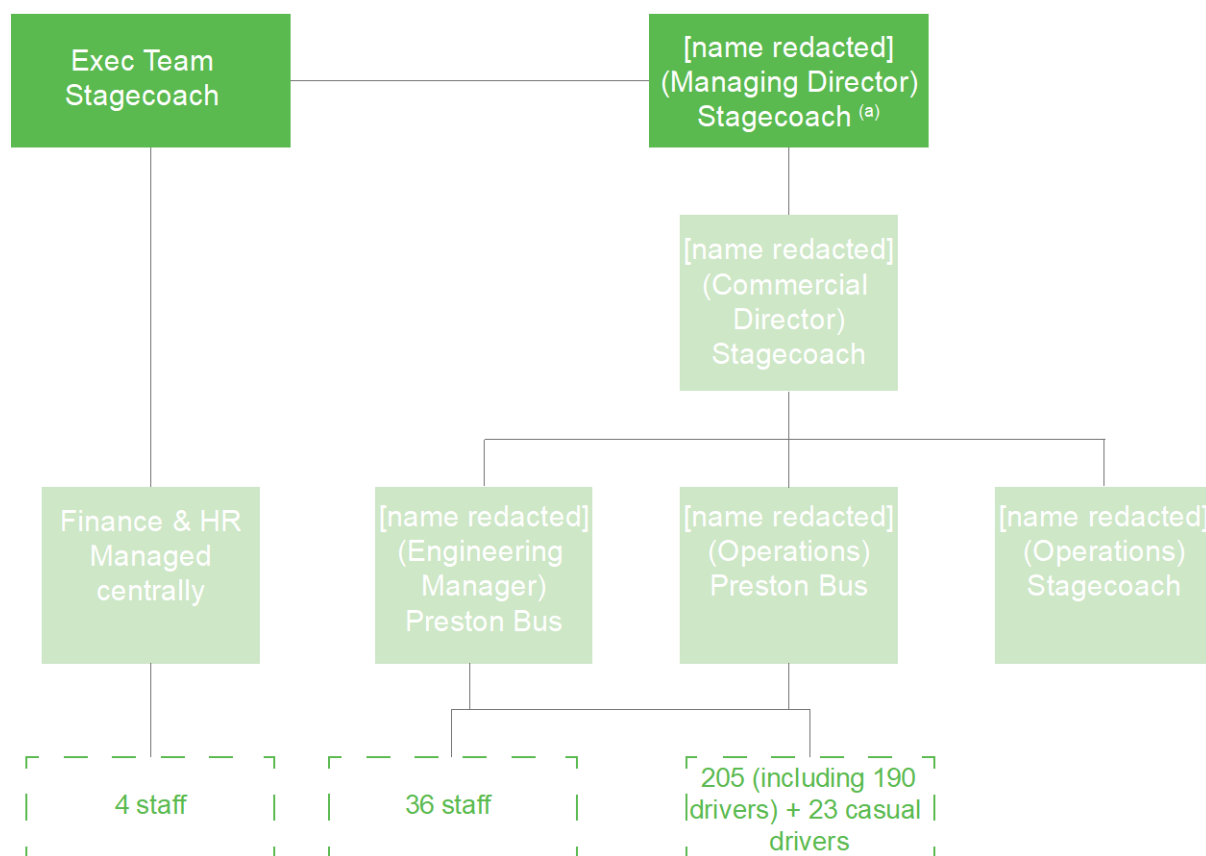 Exec Team
Stagecoach
[name redacted]
(Managing Director)
Stagecoach (a)
[name redacted]
(Commercial
Director)
Stagecoach
Finance & HR
Managed
centrally
[name redacted]
(Engineering
Manager)
Preston Bus
[name redacted]
(Operations)
Preston Bus
[name redacted]
(Operations)
Stagecoach
4 staff
36 staff
205 (including 190
drivers) + 23 casual
drivers